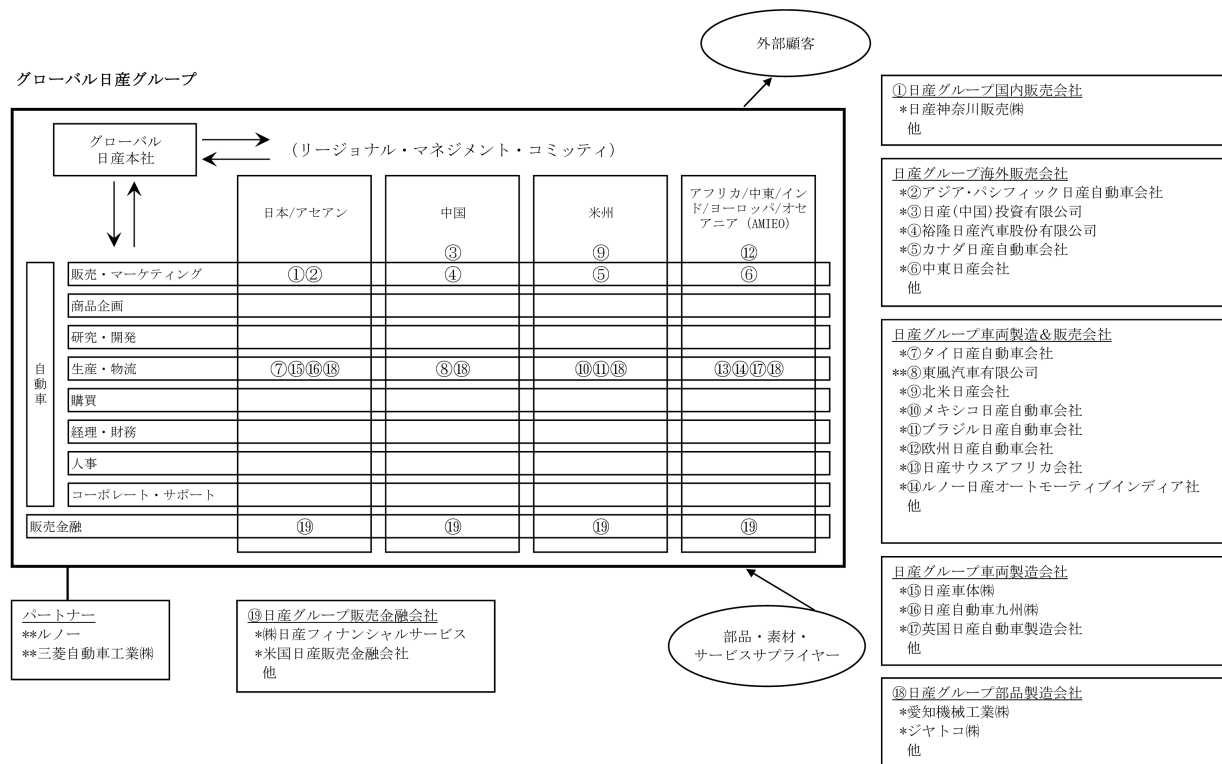 外部顧客
グローバル日産グループ
グローバル
日産本社
(リージョナル・マネジメント・コミッティ)
日本/アセアン
中国
米州
アフリカ/中東/イン
ド/ヨーロッパ/オセ
アニア (AMIEO)
③
⑨
⑫
自動車
販売・マーケティング
①②
④
⑤
⑥
商品企画
研究・開発
生産・物流
⑦⑮⑯⑱
⑧⑱
⑩⑪⑱
⑬⑭⑰⑱
購買
経理・財務
人事
コーポレート・サポート
販売金融
⑲
⑲
⑲
⑲
パートナー
**ルノー
**三菱自動車工業㈱
⑲日産グループ販売金融会社
*㈱日産フィナンシャルサービス
*米国日産販売金融会社
他
部品・素材・
サービスサプライヤー
①日産グループ国内販売会社
*日産神奈川販売㈱
他
日産グループ海外販売会社
*②アジア・パシフィック日産自動車会社
*③日産(中国)投資有限公司
*④裕隆日産汽車股份有限公司
*⑤カナダ日産自動車会社
*⑥中東日産会社
他
日産グループ車両製造&販売会社
*⑦タイ日産自動車会社
**⑧東風汽車有限公司
*⑨北米日産会社
*⑩メキシコ日産自動車会社
*⑪ブラジル日産自動車会社
*⑫欧州日産自動車会社
*⑬日産サウスアフリカ会社
*⑭ルノー日産オートモーティブインディア社
他
日産グループ車両製造会社
*⑮日産車体㈱
*⑯日産自動車九州㈱
*⑰英国日産自動車製造会社
他
⑱日産グループ部品製造会社
*愛知機械工業㈱
*ジヤトコ㈱
他